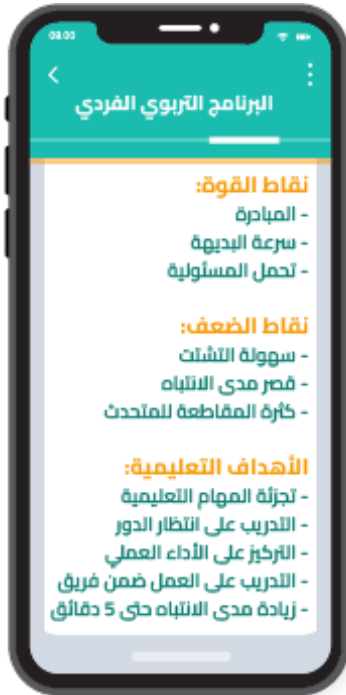 08:00
البرنامج التربوي الفردي
نقاط القوة:
- المبادرة
- سرعة البديهة
- تحمل المسئولية
نقاط الضعف:
- سهولة التشتت
- قصر مدى الانتباه
- كثرة المقاطعة للمتحدث
الأهداف التعليمية:
- تجزئة المهام التعليمية
- التدريب على انتظار الدور
- التركيز على الأداء العملي
- التدريب على العمل ضمن فريق
- زيادة مدى الانتباه حتى 5 دقائق